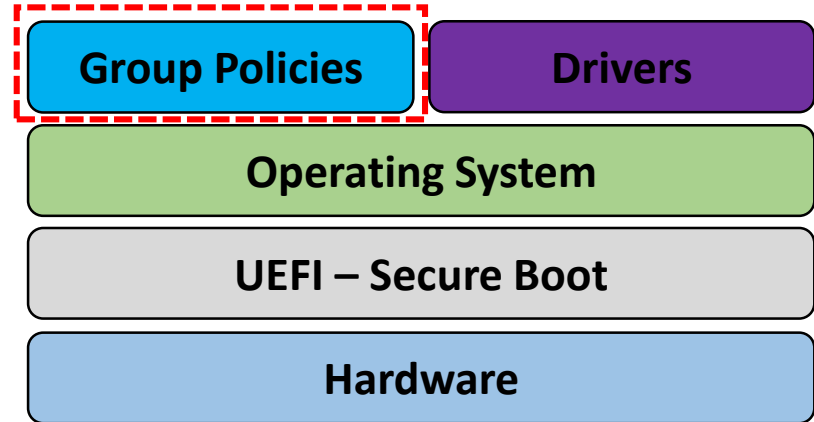 Group Policies
Drivers
Operating System
UEFI – Secure Boot
Hardware